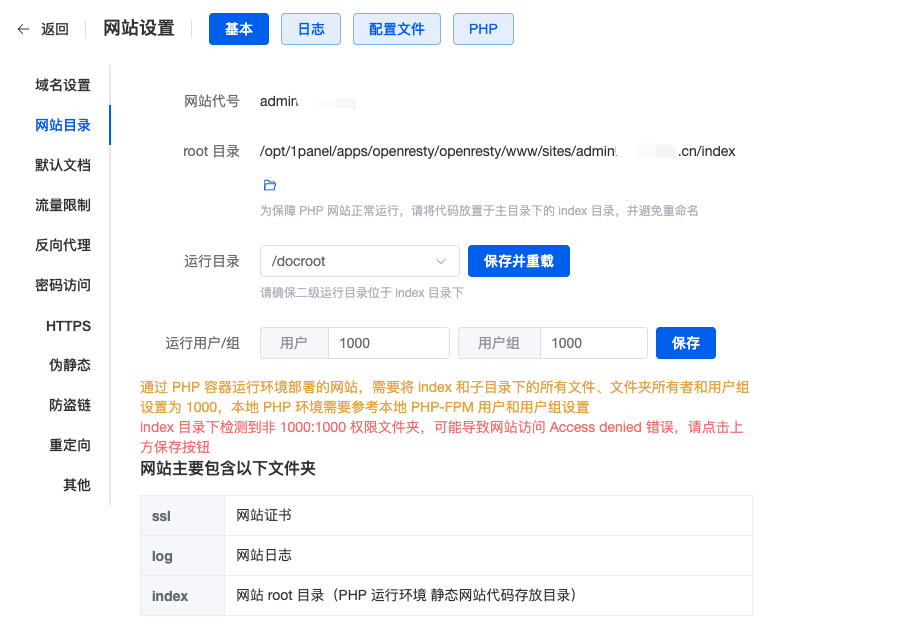 返回
网站设置
基本
日志
配置文件
PHP
域名设置
网站目录
默认文档
流量限制
反向代理
密码访问
HTTPS
伪静态
防盗链
重定向
其他
网站代号 admin
root 目录 /opt/1panel/apps/openresty/openresty/www/sites/admin .cn/index
为保障 PHP 网站正常运行，请将代码放置于主目录下的 index 目录，并避免重命名
运行目录 /docroot 保存并重载
请确保二级运行目录位于 index 目录下
运行用户/组 用户 1000 用户组 1000 保存
通过 PHP 容器运行环境部署的网站，需要将 index 和子目录下的所有文件、文件夹所有者和用户组
设置为 1000，本地 PHP 环境需要参考本地 PHP-FPM 用户和用户组设置
index 目录下检测到非 1000:1000 权限文件夹，可能导致网站访问 Access denied 错误，请点击上
方保存按钮
网站主要包含以下文件夹
ssl 网站证书
log 网站日志
index 网站 root 目录（PHP 运行环境 静态网站代码存放目录）